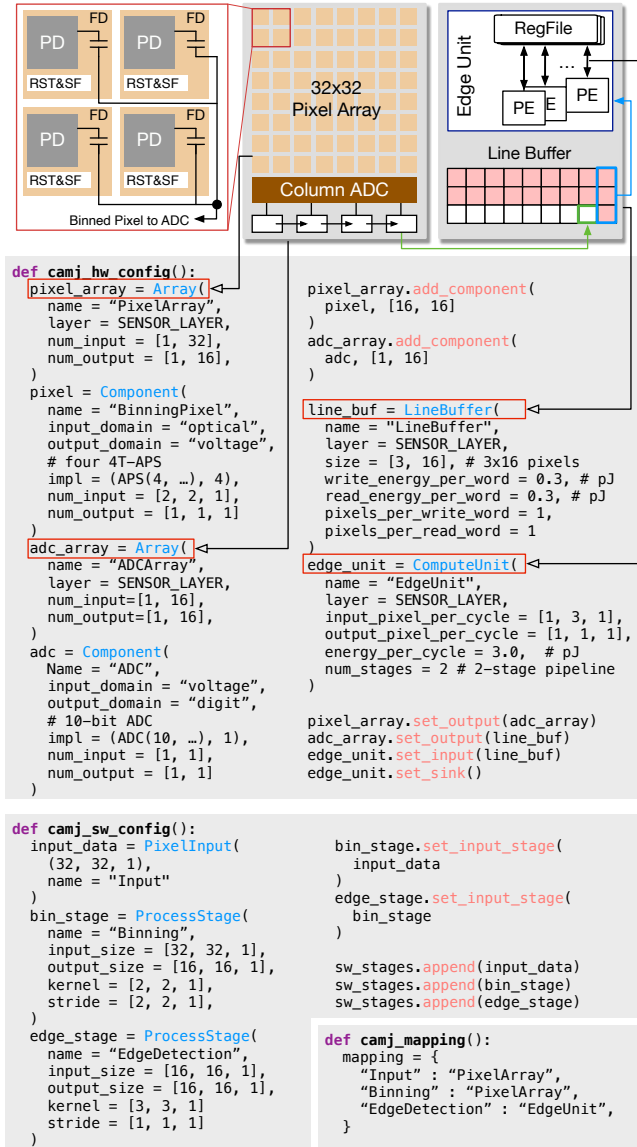 FD
FD
PD
PD
RST&SF
RST&SF
FD
FD
PD
PD
RST&SF
RST&SF
Binned Pixel to ADC
32x32
Pixel Array
Column ADC
RegFile
...
Edge Unit
PE
E
PE
Line Buffer
def camj_hw_config():
pixel_array = Array(
name = “PixelArray”,
layer = SENSOR_LAYER,
num_input = [1, 32],
num_output = [1, 16],
)
pixel = Component(
name = “BinningPixel”,
input_domain = “optical”,
output_domain = “voltage”,
# four 4T-APS
impl = (APS(4, …), 4),
num_input = [2, 2, 1],
num_output = [1, 1, 1]
)
adc_array = Array(
name = “ADCArray”,
layer = SENSOR_LAYER,
num_input=[1, 16],
num_output=[1, 16],
)
adc = Component(
Name = “ADC”,
input_domain = “voltage”,
output_domain = “digit”,
# 10-bit ADC
impl = (ADC(10, …), 1),
num_input = [1, 1],
num_output = [1, 1]
)
pixel_array.add_component(
pixel, [16, 16]
)
adc_array.add_component(
adc, [1, 16]
)
line_buf = LineBuffer(
name = "LineBuffer",
layer = SENSOR_LAYER,
size = [3, 16], # 3x16 pixels
write_energy_per_word = 0.3, # pJ
read_energy_per_word = 0.3, # pJ
pixels_per_write_word = 1,
pixels_per_read_word = 1
)
edge_unit = ComputeUnit(
name = “EdgeUnit”,
layer = SENSOR_LAYER,
input_pixel_per_cycle = [1, 3, 1],
output_pixel_per_cycle = [1, 1, 1],
energy_per_cycle = 3.0, # pJ
num_stages = 2 # 2-stage pipeline
)
pixel_array.set_output(adc_array)
adc_array.set_output(line_buf)
edge_unit.set_input(line_buf)
edge_unit.set_sink()
def camj_sw_config():
input_data = PixelInput(
(32, 32, 1),
name = "Input"
)
bin_stage = ProcessStage(
name = “Binning”,
input_size = [32, 32, 1],
output_size = [16, 16, 1],
kernel = [2, 2, 1],
stride = [2, 2, 1],
)
edge_stage = ProcessStage(
name = “EdgeDetection”,
input_size = [16, 16, 1],
output_size = [16, 16, 1],
kernel = [3, 3, 1]
stride = [1, 1, 1]
)
bin_stage.set_input_stage(
input_data
)
edge_stage.set_input_stage(
bin_stage
)
sw_stages.append(input_data)
sw_stages.append(bin_stage)
sw_stages.append(edge_stage)
def camj_mapping():
mapping = {
“Input” : “PixelArray”,
“Binning” : “PixelArray”,
“EdgeDetection” : “EdgeUnit”,
}